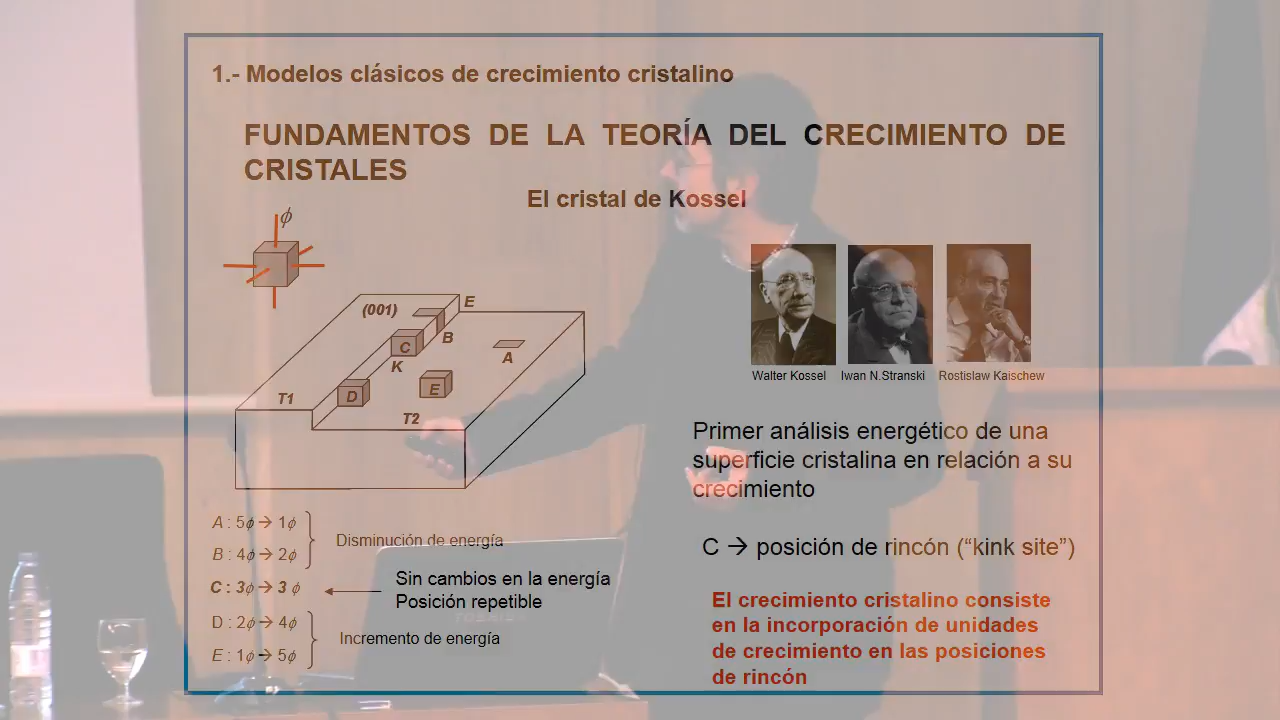 1.- Modelos clásicos de crecimiento cristalino
FUNDAMENTOS DE LA TEORÍA DEL CRECIMIENTO DE
CRISTALES
El cristal de Kossel
ϕ
(001)
E
B
C
K
A
D
E
T1
T2
Walter Kossel
Iwan N.Stranski
Rostislaw Kaischew
Primer análisis energético de una
superficie cristalina en relación a su
crecimiento
A : 5ϕ → 1ϕ
B : 4ϕ → 2ϕ
Disminución de energía
C : 3ϕ → 3 ϕ
Sin cambios en la energía
Posición repetible
D : 2ϕ → 4ϕ
E : 1ϕ → 5ϕ
Incremento de energía
C → posición de rincón (“kink site”)
El crecimiento cristalino consiste
en la incorporación de unidades
de crecimiento en las posiciones
de rincón